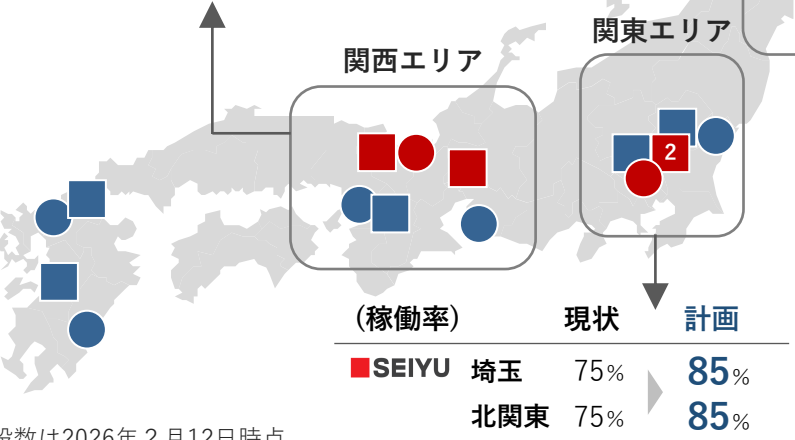 関東エリア
関西エリア
2
(稼働率) 現状 計画
SEIYU 埼玉 75% 85%
北関東 75% 85%
設数は2026年2月12日時点